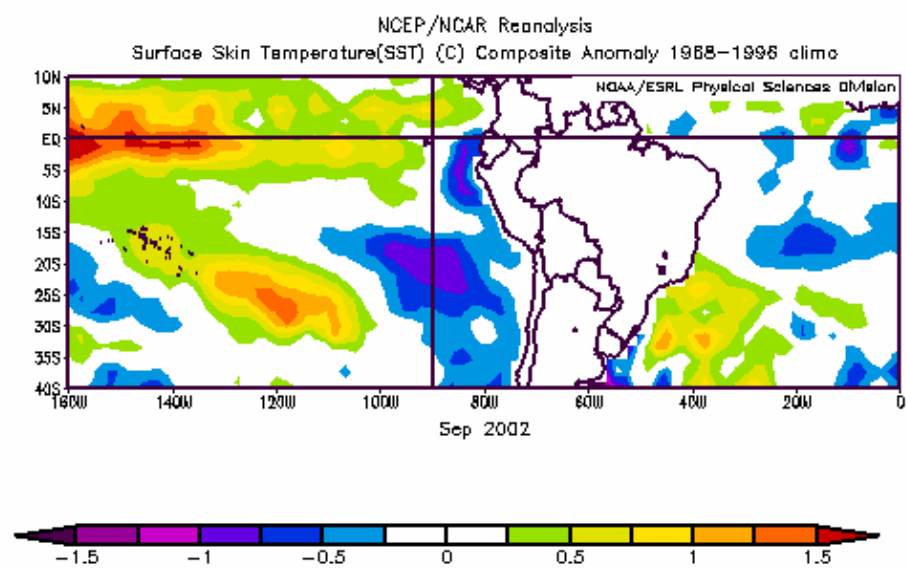 NCEP/NCAR Reanalysis
Surface Skin Temperature(SST) (C) Composite Anomaly 1968-1996 climo
NOAA/ESRL Physical Sciences Division
10N
5N
EQ
5S
10S
15S
20S
25S
30S
35S
40S
160W 140W 120W 100W 80W 60W 40W 20W 0
Sep 2002
-1.5 -1 -0.5 0 0.5 1 1.5